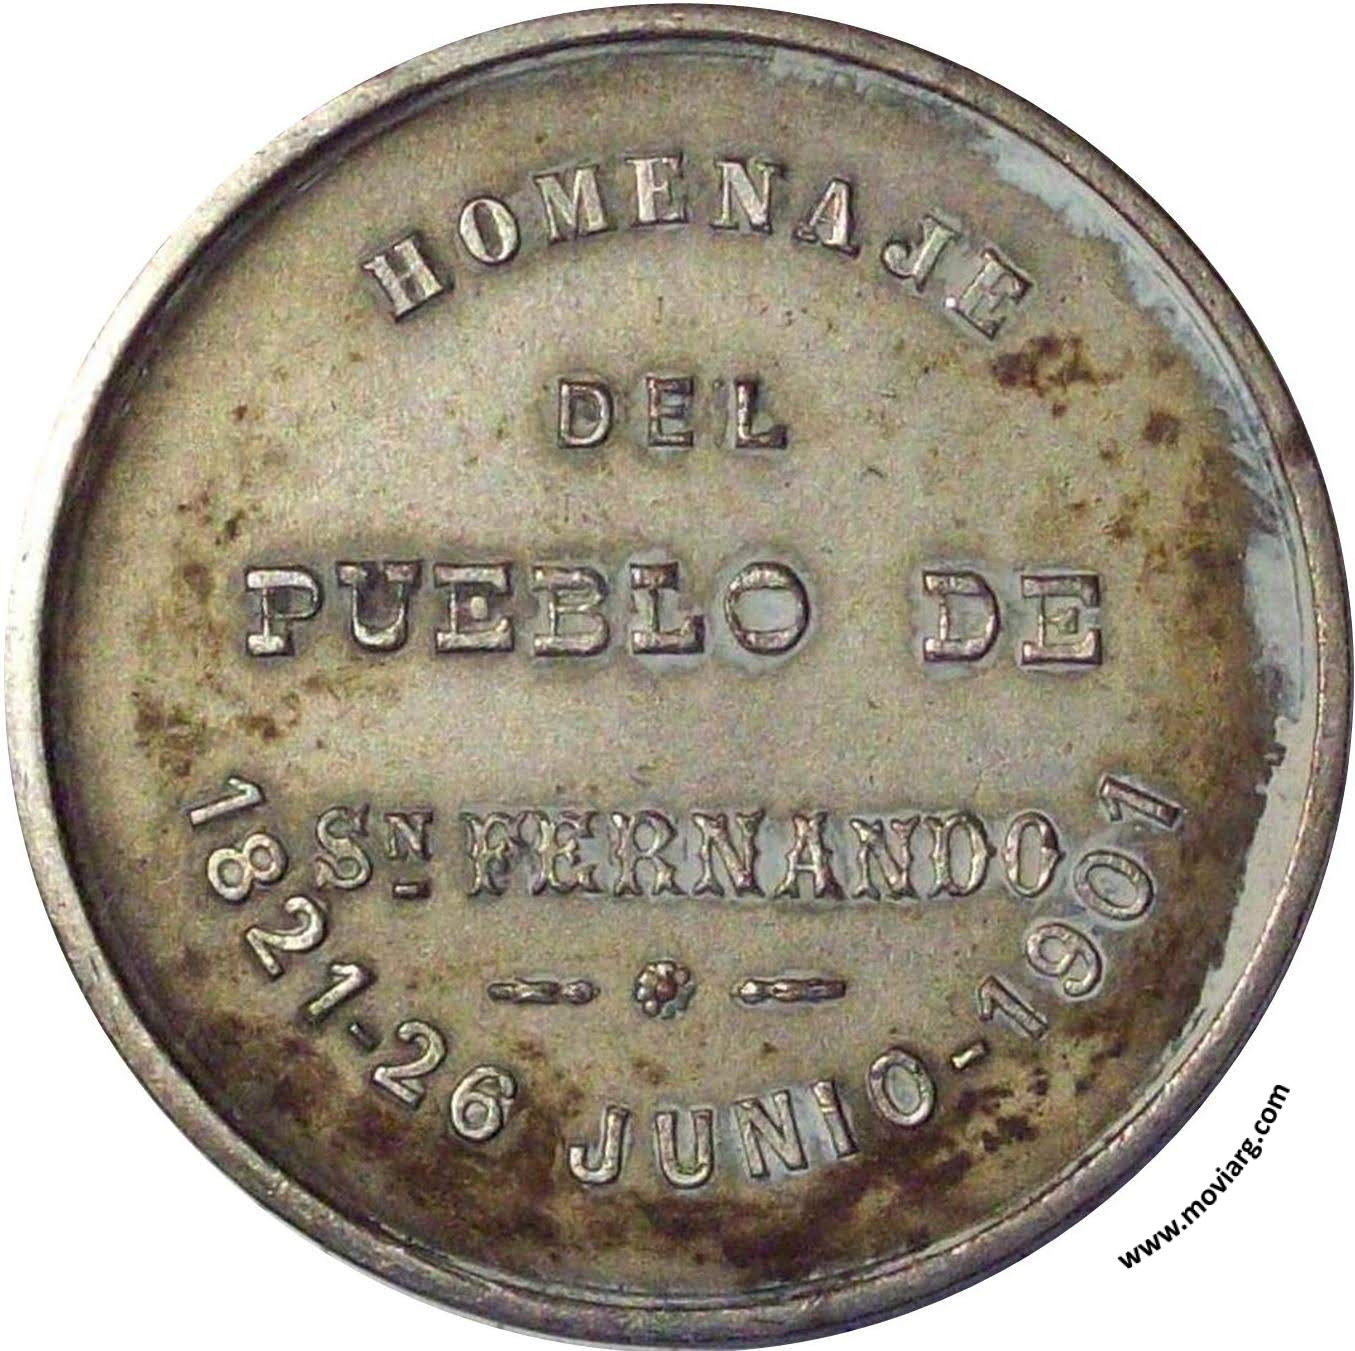 HOMENAJE
DEL
PUEBLO DE
SN FERNANDO
1821-26 JUNIO-1901
www.moviarg.com